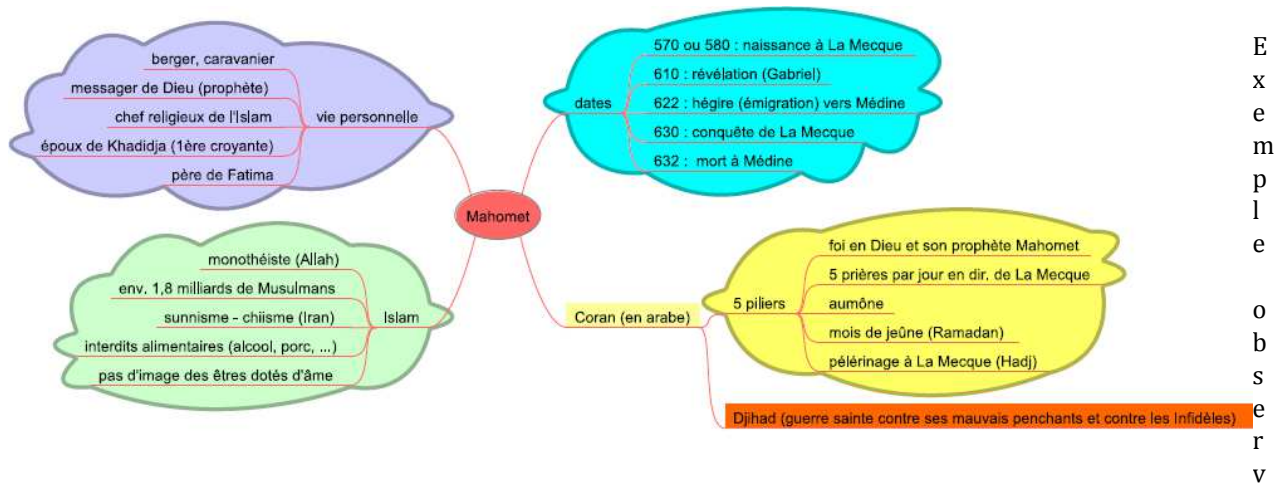 berger, caravanier
messager de Dieu (prophète)
chef religieux de l'Islam
époux de Khadidja (1ère croyante)
père de Fatima
vie personnelle
dates
570 ou 580 : naissance à La Mecque
610 : révélation (Gabriel)
622 : hégire (émigration) vers Médine
630 : conquête de La Mecque
632 : mort à Médine
Mahomet
monothéiste (Allah)
env. 1,8 milliards de Musulmans
sunnisme - chiisme (Iran)
interdits alimentaires (alcool, porc, ...)
pas d'image des êtres dotés d'âme
Islam
Coran (en arabe)
5 piliers
foi en Dieu et son prophète Mahomet
5 prières par jour en dir. de La Mecque
aumône
mois de jeûne (Ramadan)
pélérinage à La Mecque (Hadj)
Djihad (guerre sainte contre ses mauvais penchants et contre les Infidèles)
E
x
e
m
p
l
e
o
b
s
e
r
v